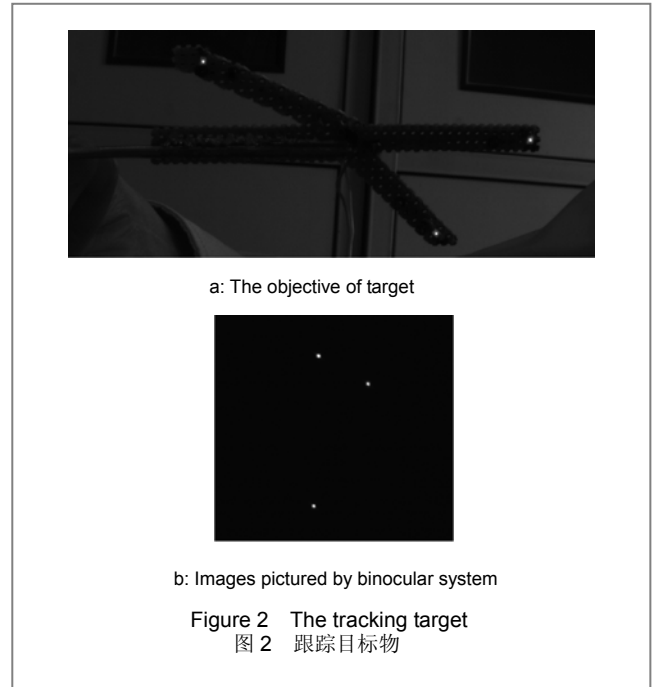 a: The objective of target
b: Images pictured by binocular system
Figure 2 The tracking target
图 2 跟踪目标物